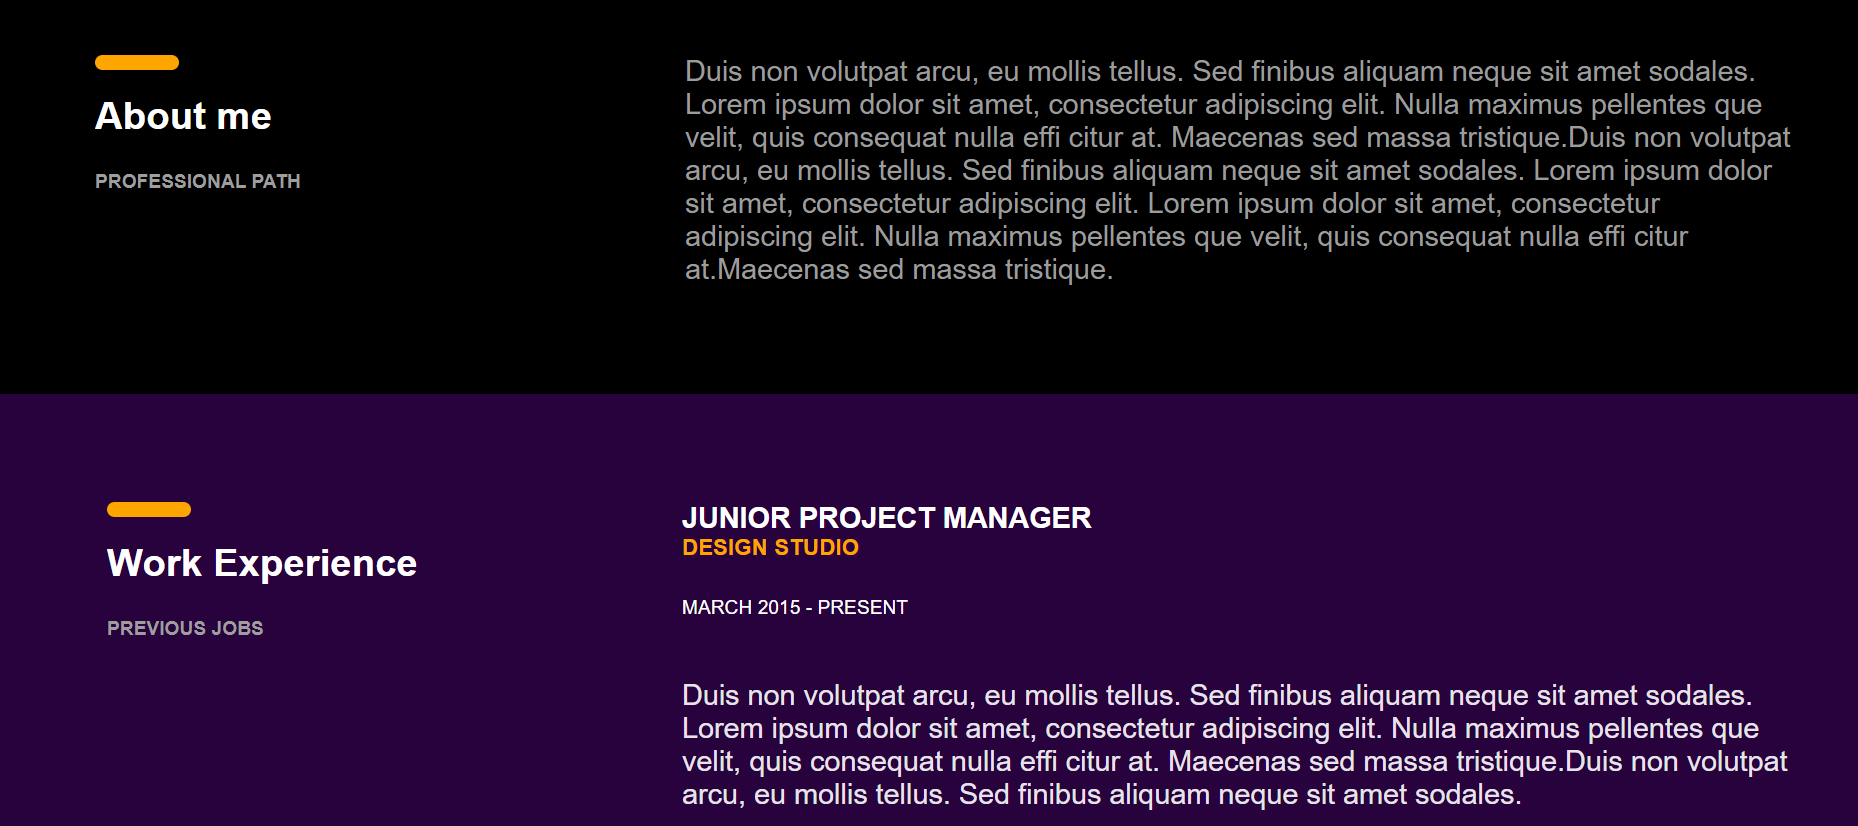 About me
PROFESSIONAL PATH
Duis non volutpat arcu, eu mollis tellus. Sed finibus aliquam neque sit amet sodales.
Lorem ipsum dolor sit amet, consectetur adipiscing elit. Nulla maximus pellentes que
velit, quis consequat nulla effi citur at. Maecenas sed massa tristique.Duis non volutpat
arcu, eu mollis tellus. Sed finibus aliquam neque sit amet sodales. Lorem ipsum dolor
sit amet, consectetur adipiscing elit. Lorem ipsum dolor sit amet, consectetur
adipiscing elit. Nulla maximus pellentes que velit, quis consequat nulla effi citur
at.Maecenas sed massa tristique.
Work Experience
PREVIOUS JOBS
JUNIOR PROJECT MANAGER
DESIGN STUDIO
MARCH 2015 - PRESENT
Duis non volutpat arcu, eu mollis tellus. Sed finibus aliquam neque sit amet sodales.
Lorem ipsum dolor sit amet, consectetur adipiscing elit. Nulla maximus pellentes que
velit, quis consequat nulla effi citur at. Maecenas sed massa tristique.Duis non volutpat
arcu, eu mollis tellus. Sed finibus aliquam neque sit amet sodales.